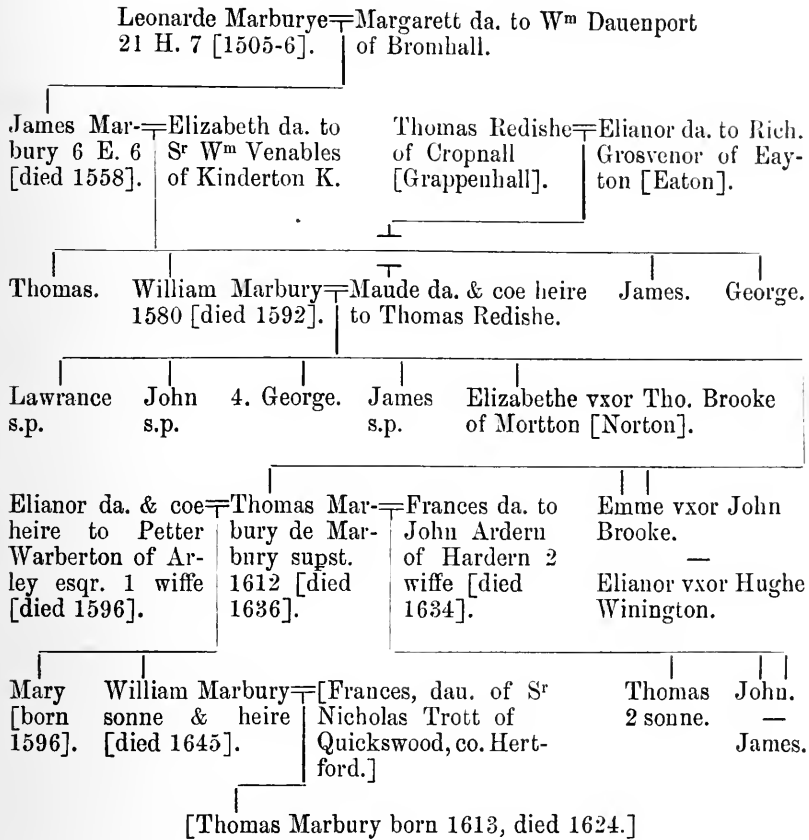 Leonarde Marburye Margarett da. to Wᵐ Dauenport
21 H. 7 [1505-6]. of Bromhall.
James Mar- Elizabeth da. to Thomas Redishe Elianor da. to Rich.
bury 6 E. 6 Sʳ Wᵐ Venables of Cropnall Grosvenor of Eay-
[died 1558]. of Kinderton K. [Grappenhall]. ton [Eaton].
Thomas. William Marbury Maude da. & coe heire James. George.
1580 [died 1592]. to Thomas Redishe.
Lawrance John 4. George. James Elizabethe vxor Tho. Brooke
s.p. s.p. s.p. of Mortton [Norton].
Elianor da. & coe Thomas Mar- Frances da. to Emme vxor John
heire to Petter bury de Mar- John Ardern Brooke.
Warberton of Ar- bury supst. of Hardern 2 —
ley esqr. 1 wiffe 1612 [died wiffe [died Elianor vxor Hughe
[died 1596]. 1636]. 1634]. Winington.
Mary William Marbury [Frances, dau. of Sʳ Thomas John.
[born sonne & heire Nicholas Trott of 2 sonne. —
1596]. [died 1645]. Quickswood, co. Hert- James.
ford.]
[Thomas Marbury born 1613, died 1624.]